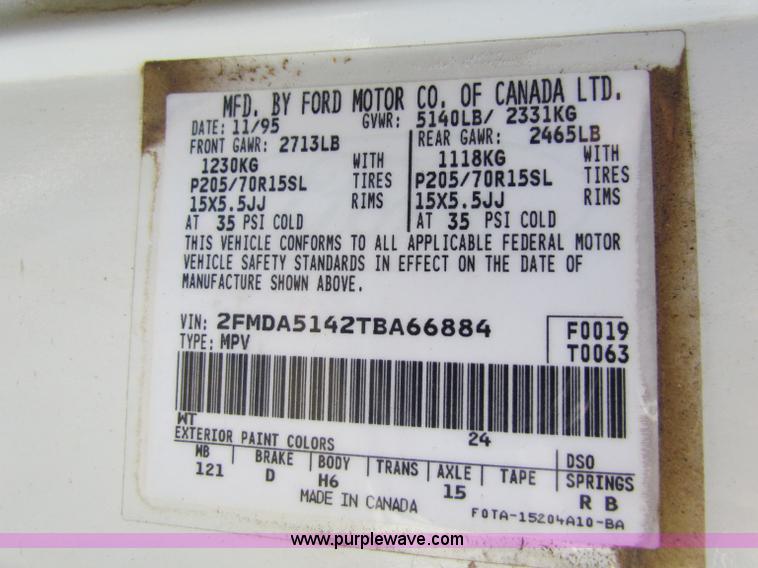 MFD. BY FORD MOTOR CO. OF CANADA LTD.
DATE: 11/95 GVWR: 5140LB/ 2331KG
FRONT GAWR: 2713LB REAR GAWR: 2465LB
1230KG WITH 1118KG WITH
P205/70R15SL TIRES P205/70R15SL TIRES
15X5.5JJ RIMS 15X5.5JJ RIMS
AT 35 PSI COLD AT 35 PSI COLD
THIS VEHICLE CONFORMS TO ALL APPLICABLE FEDERAL MOTOR
VEHICLE SAFETY STANDARDS IN EFFECT ON THE DATE OF
MANUFACTURE SHOWN ABOVE.
VIN: 2FMDA5142TBA66884 F0019
TYPE: MPV T0063
WT 24
EXTERIOR PAINT COLORS DSO
WB BRAKE BODY TRANS AXLE TAPE SPRINGS
121 D H6 15 R B
MADE IN CANADA F0TA-15204A10-BA
www.purplewave.com